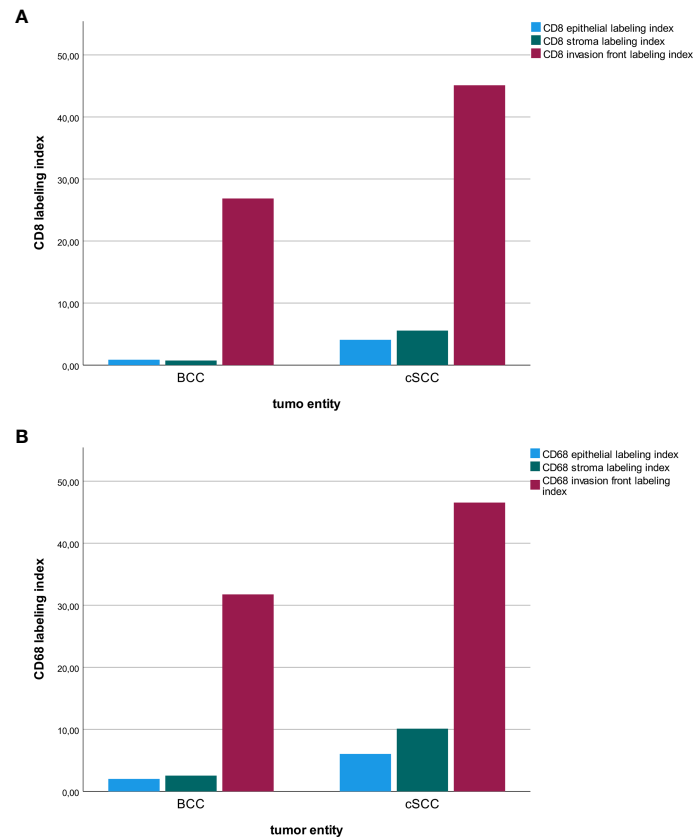 A
CD8 epithelial labeling index
CD8 stroma labeling index
CD8 invasion front labeling index
CD8 labeling index
50,00
40,00
30,00
20,00
10,00
0,00
BCC
cSCC
tumo entity
B
CD68 epithelial labeling index
CD68 stroma labeling index
CD68 invasion front labeling
index
CD68 labeling index
50,00
40,00
30,00
20,00
10,00
0,00
BCC
cSCC
tumor entity